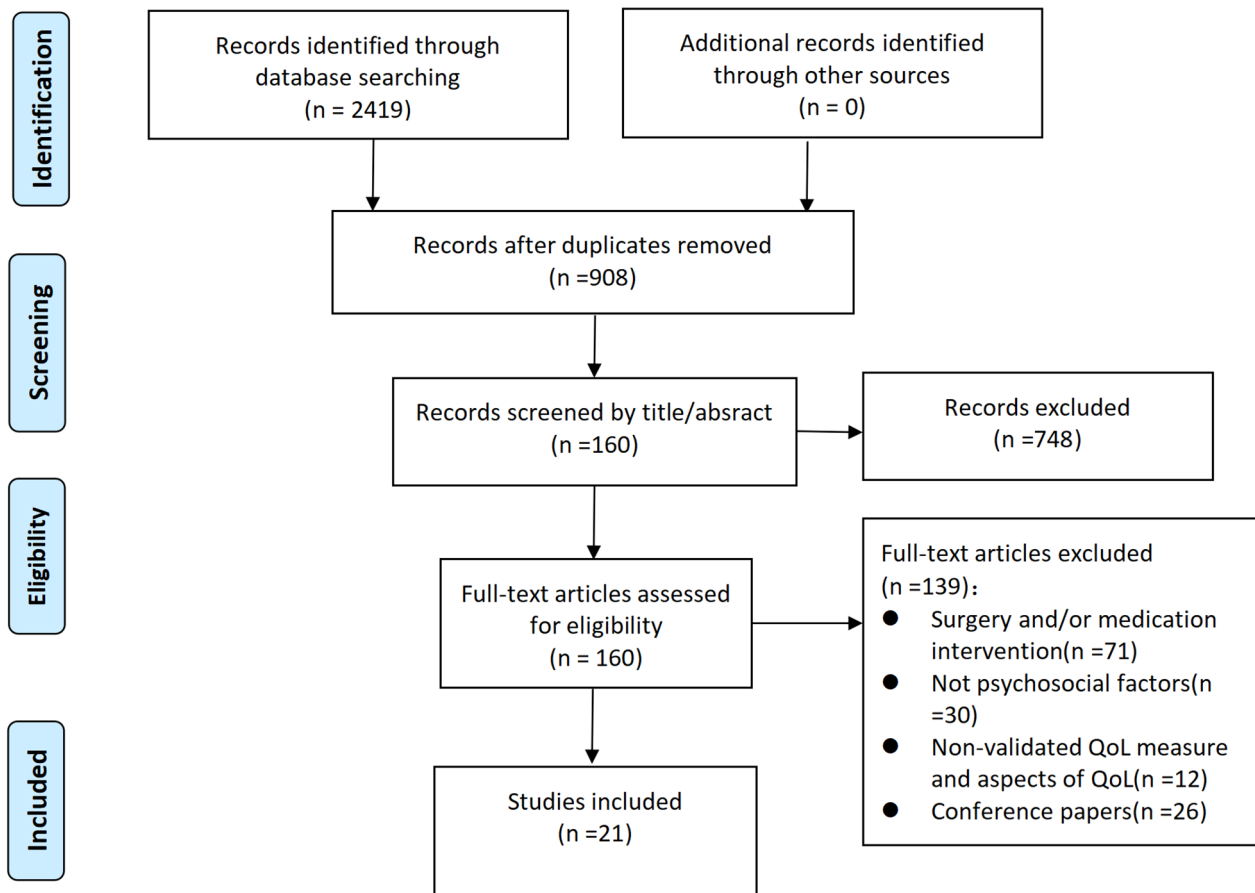 Identification
Records identified through
database searching
(n = 2419)
Additional records identified
through other sources
(n = 0)
Screening
Records after duplicates removed
(n =908)
Records screened by title/absract
(n =160)
Records excluded
(n =748)
Eligibility
Full-text articles assessed
for eligibility
(n = 160)
Full-text articles excluded
(n =139)：
● Surgery and/or medication
intervention(n =71)
● Not psychosocial factors(n
=30)
● Non-validated QoL measure
and aspects of QoL(n =12)
● Conference papers(n =26)
Included
Studies included
(n =21)